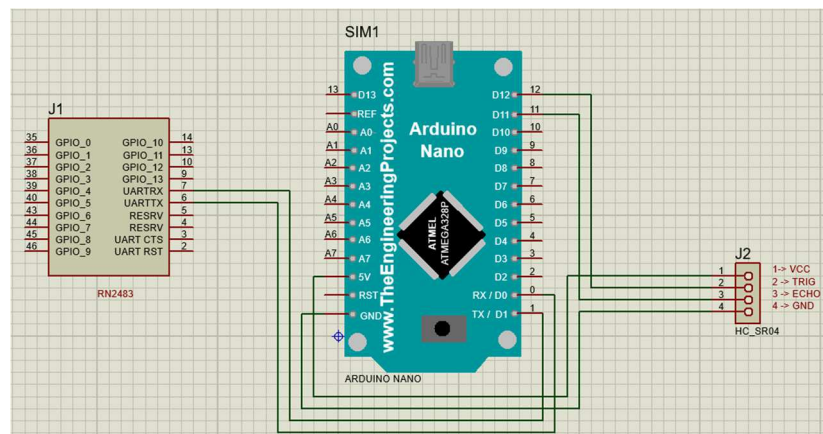 SIM1
J1
35 GPIO_0 GPIO_10 14
36 GPIO_1 GPIO_11 13
37 GPIO_2 GPIO_12 10
38 GPIO_3 GPIO_13 9
39 GPIO_4 UARTRX 7
40 GPIO_5 UARTTX 6
43 GPIO_6 RESRV 5
44 GPIO_7 RESRV 4
45 GPIO_8 UART CTS 3
46 GPIO_9 UART RST 2
RN2483
www.TheEngineeringProjects.com
Arduino
Nano
ATMEL
ATMEGA328P
13 D13 D12 12
REF D11 11
A0 A0 D10 10
A1 A1 D9 9
A2 A2 D8 8
A3 A3 D7 7
A4 A4 D6 6
A5 A5 D5 5
A6 A6 D4 4
A7 A7 D3 3
5V D2 2
RST RX / D0 0
GND TX / D1 1
ARDUINO NANO
J2
1 1-> VCC
2 2 -> TRIG
3 3 -> ECHO
4 4 -> GND
HC_SR04